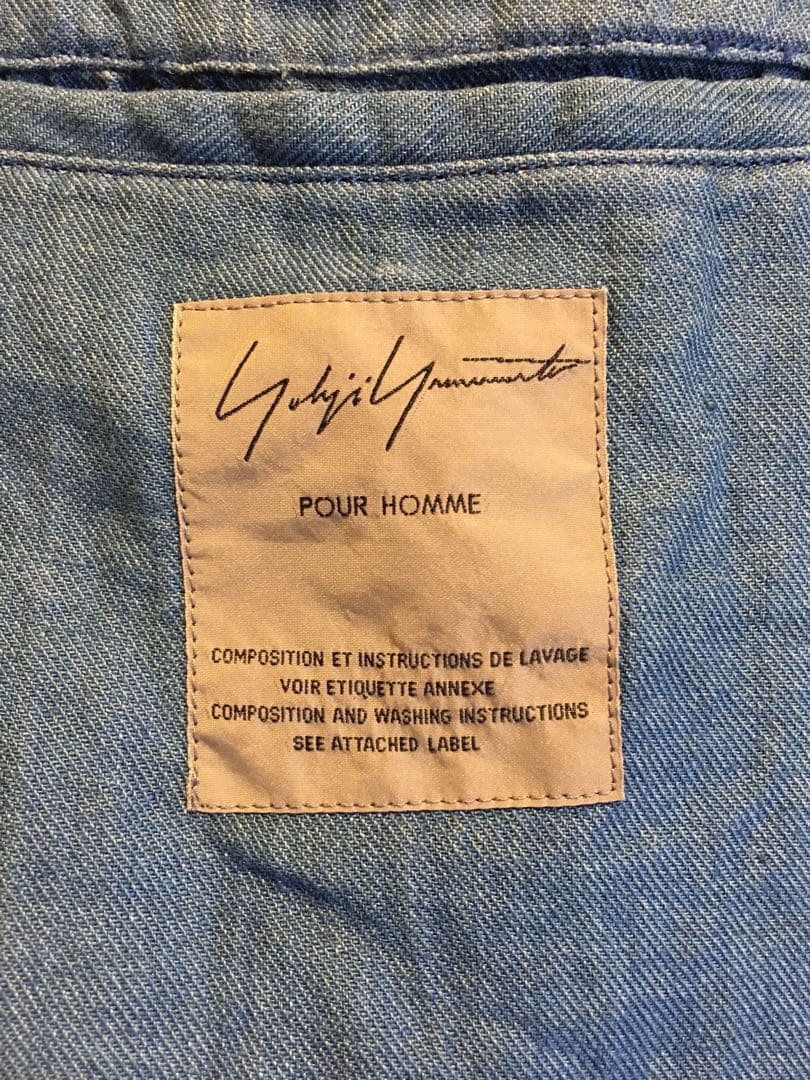 Yohji Yamamoto
POUR HOMME
COMPOSITION ET INSTRUCTIONS DE LAVAGE
VOIR ETIQUETTE ANNEXE
COMPOSITION AND WASHING INSTRUCTIONS
SEE ATTACHED LABEL